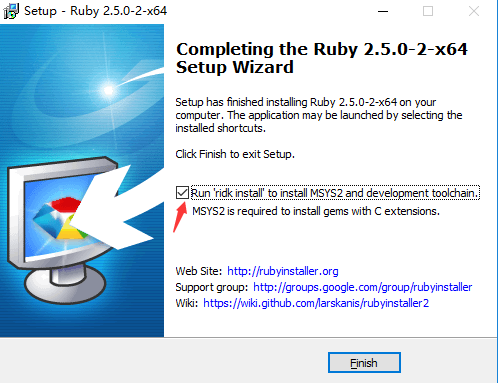 Setup - Ruby 2.5.0-2-x64
Completing the Ruby 2.5.0-2-x64
Setup Wizard
Setup has finished installing Ruby 2.5.0-2-x64 on your
computer. The application may be launched by selecting the
installed shortcuts.
Click Finish to exit Setup.
Run 'ridk install' to install MSYS2 and development toolchain.
MSYS2 is required to install gems with C extensions.
Web Site: http://rubyinstaller.org
Support group: http://groups.google.com/group/rubyinstaller
Wiki: https://wiki.github.com/larskanis/rubyinstaller2
Finish